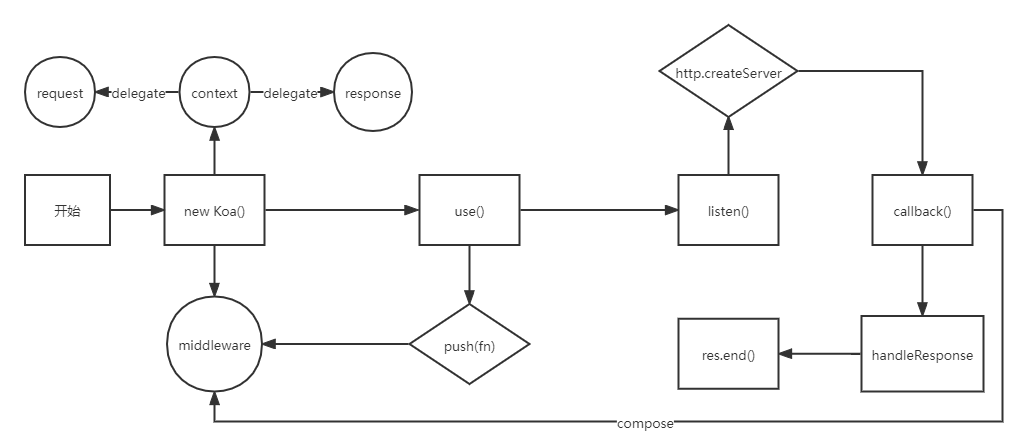 http.createServer
request
delegate
context
delegate
response
开始
new Koa()
use()
listen()
callback()
middleware
push(fn)
res.end()
handleResponse
compose